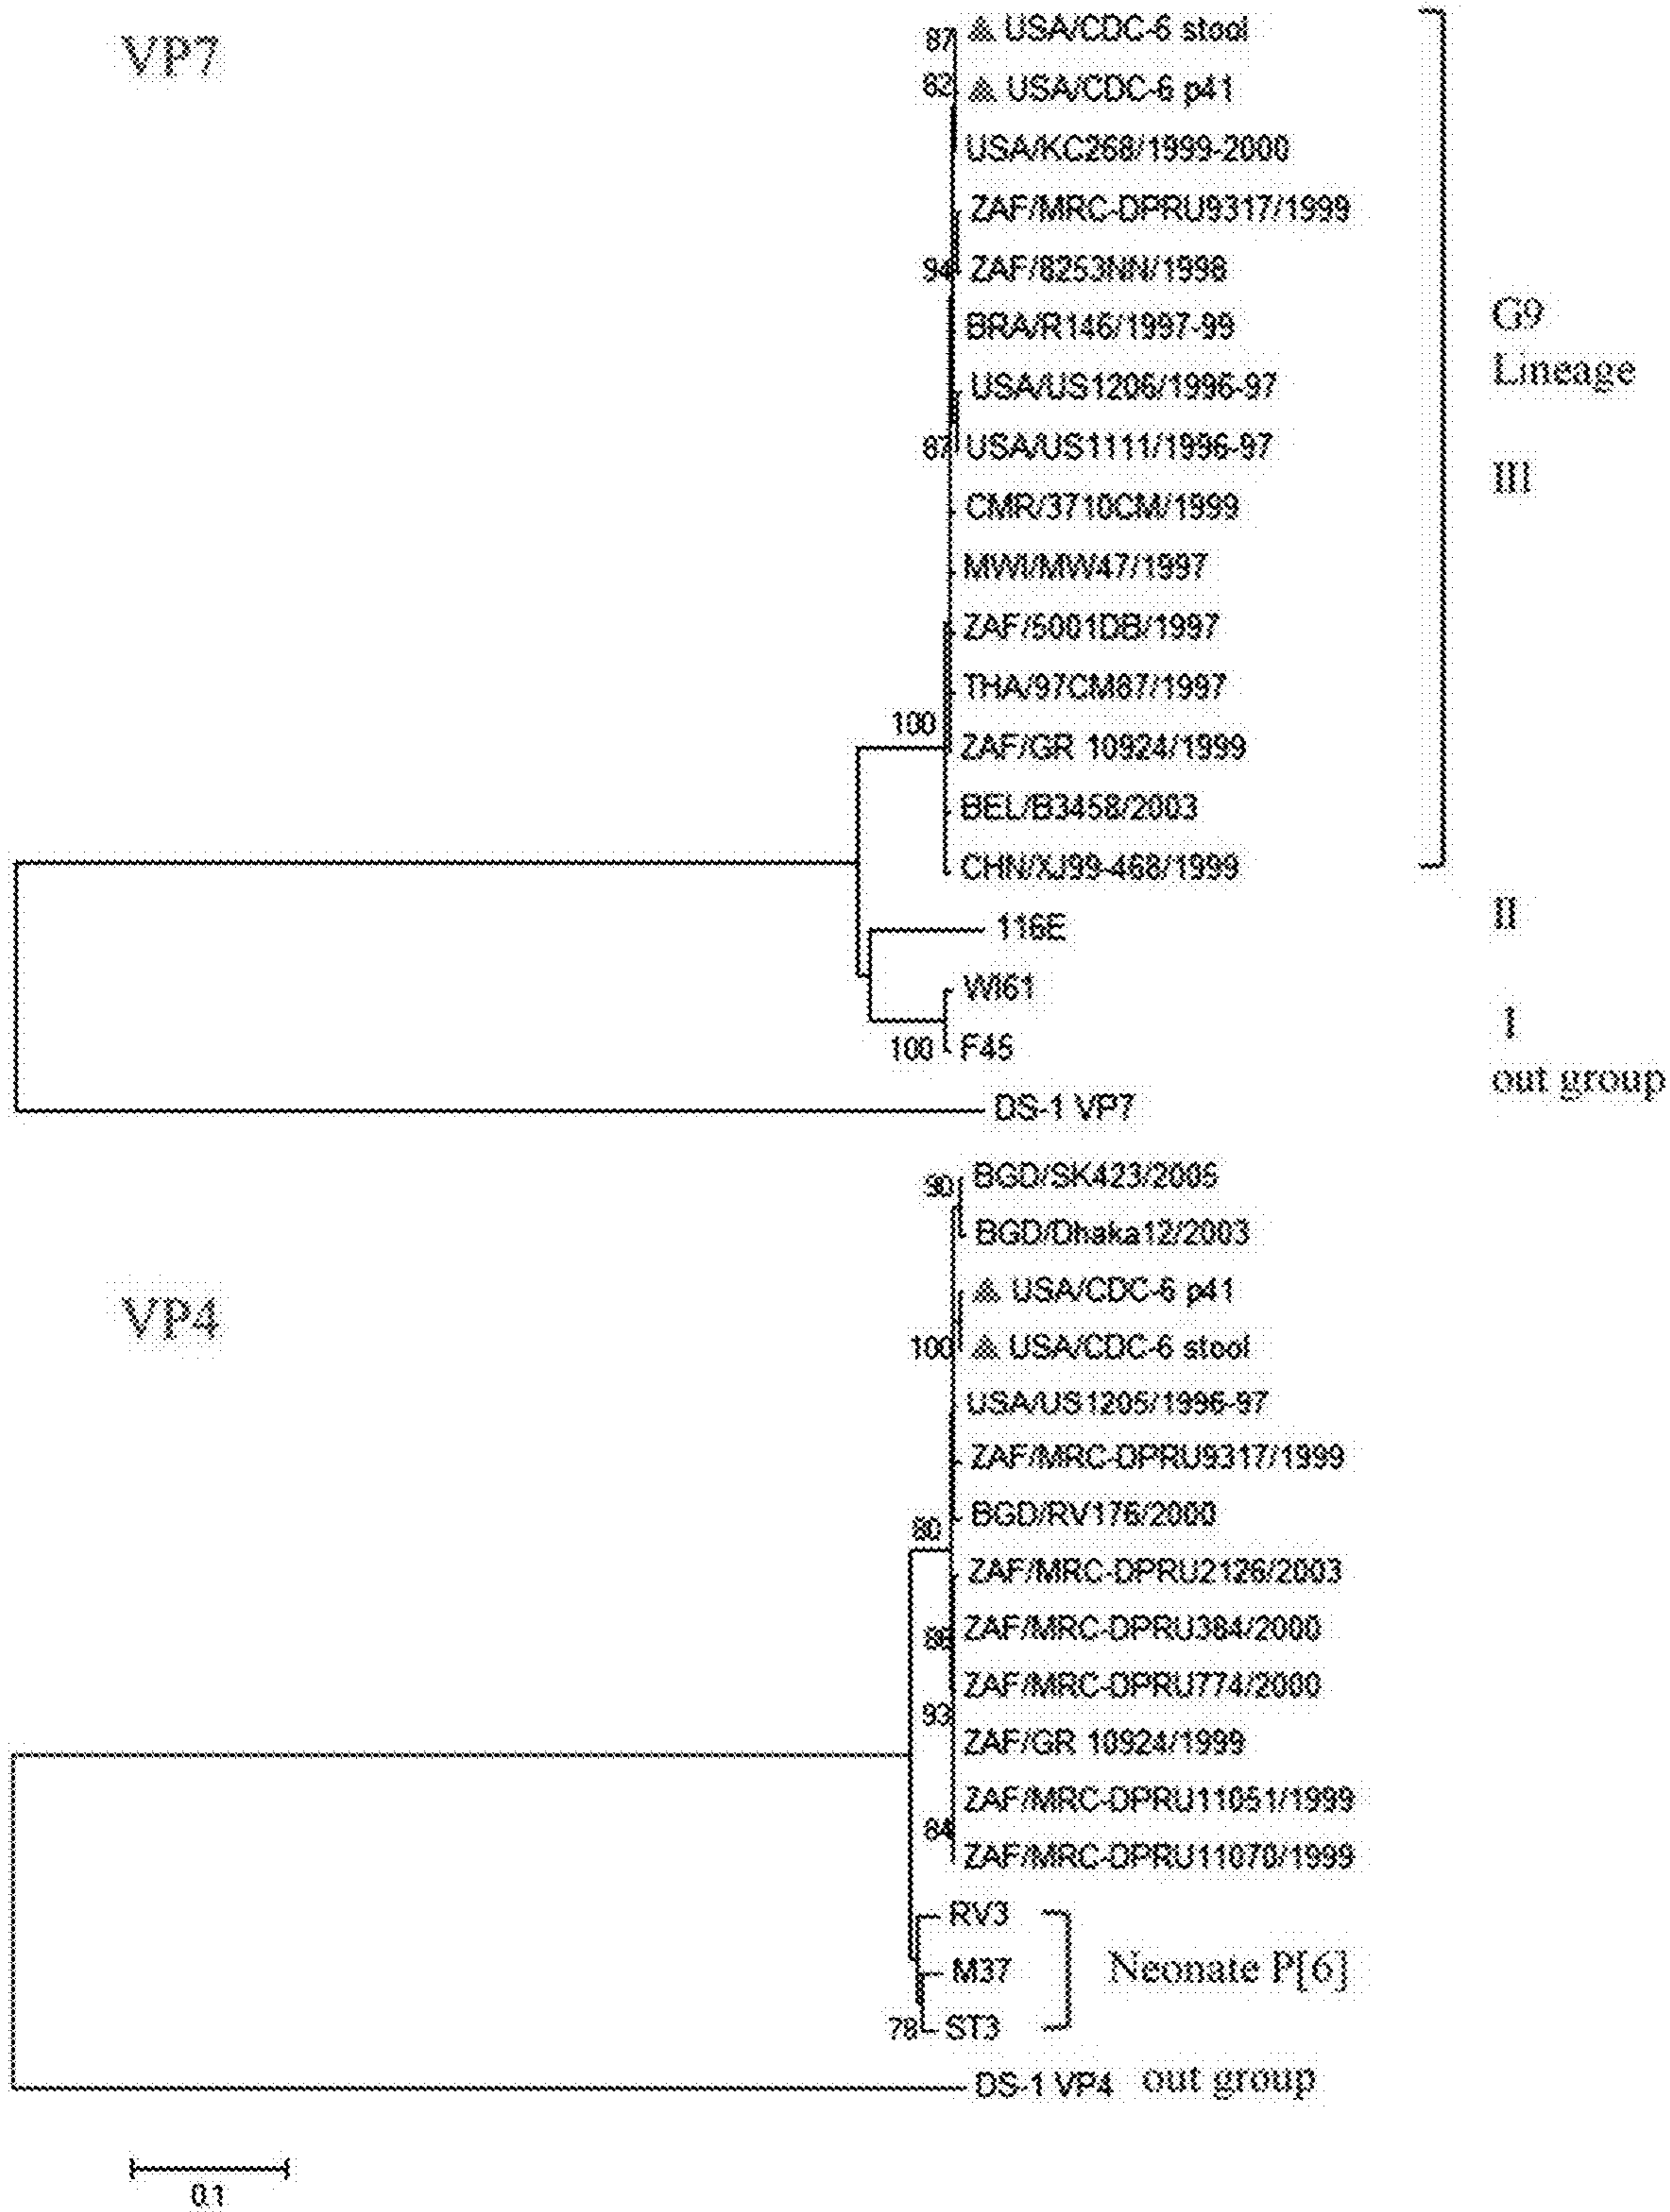 VP7
87 ▲ USA/CDC-6 stool
62 ▲ USA/CDC-6 p41
USA/KC268/1999-2000
ZAF/MRC-DPRU9317/1999
94 ZAF/8253NN/1998
BRA/R146/1997-99
USA/US1206/1996-97
87 USA/US1111/1996-97
CMR/3710CM/1999
MWI/MW47/1997
ZAF/5001DB/1997
THA/97CM67/1997
100
ZAF/GR 10924/1999
BEL/B3458/2003
CHN/XJ99-468/1999
G9
Lineage
III
116E
II
WI61
I
100 F45
out group
DS-1 VP7
VP4
90 BGD/SK423/2005
BGD/Dhaka12/2003
▲ USA/CDC-6 p41
100 ▲ USA/CDC-6 stool
USA/US1205/1996-97
ZAF/MRC-DPRU9317/1999
BGD/RV176/2000
80
ZAF/MRC-DPRU2126/2003
ZAF/MRC-DPRU384/2000
ZAF/MRC-DPRU774/2000
93
ZAF/GR 10924/1999
ZAF/MRC-DPRU11051/1999
84
ZAF/MRC-DPRU11070/1999
RV3
M37
Neonate P[6]
78 ST3
DS-1 VP4 out group
0.1